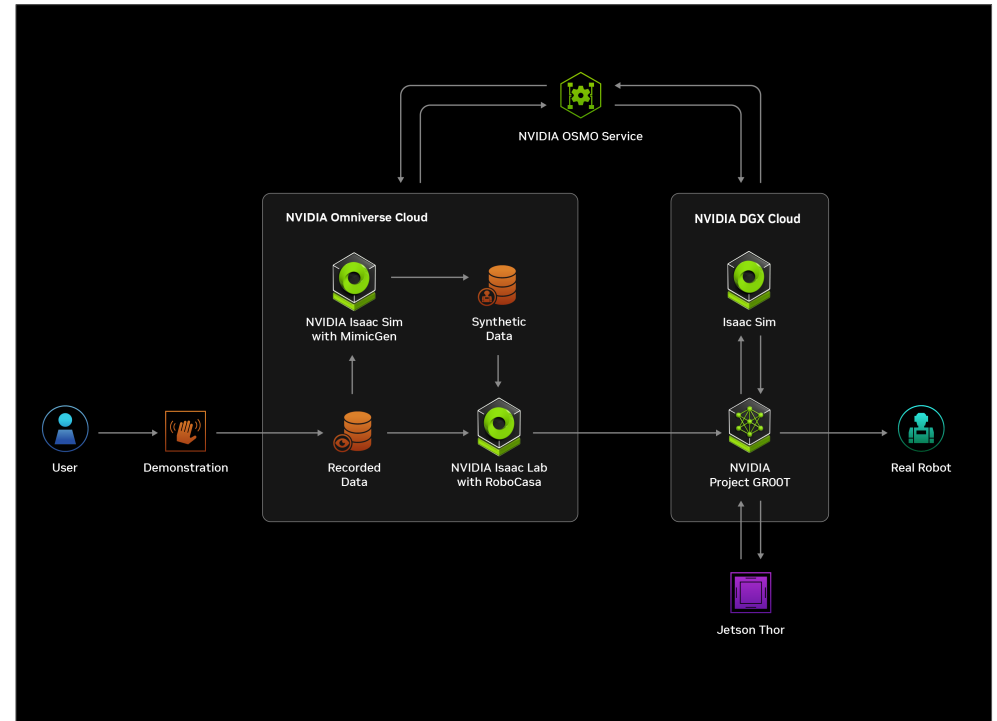 NVIDIA OSMO Service
NVIDIA Omniverse Cloud
NVIDIA DGX Cloud
NVIDIA Isaac Sim
with MimicGen
Synthetic
Data
Isaac Sim
User
Demonstration
Recorded
Data
NVIDIA Isaac Lab
with RoboCasa
NVIDIA
Project GR00T
Real Robot
Jetson Thor